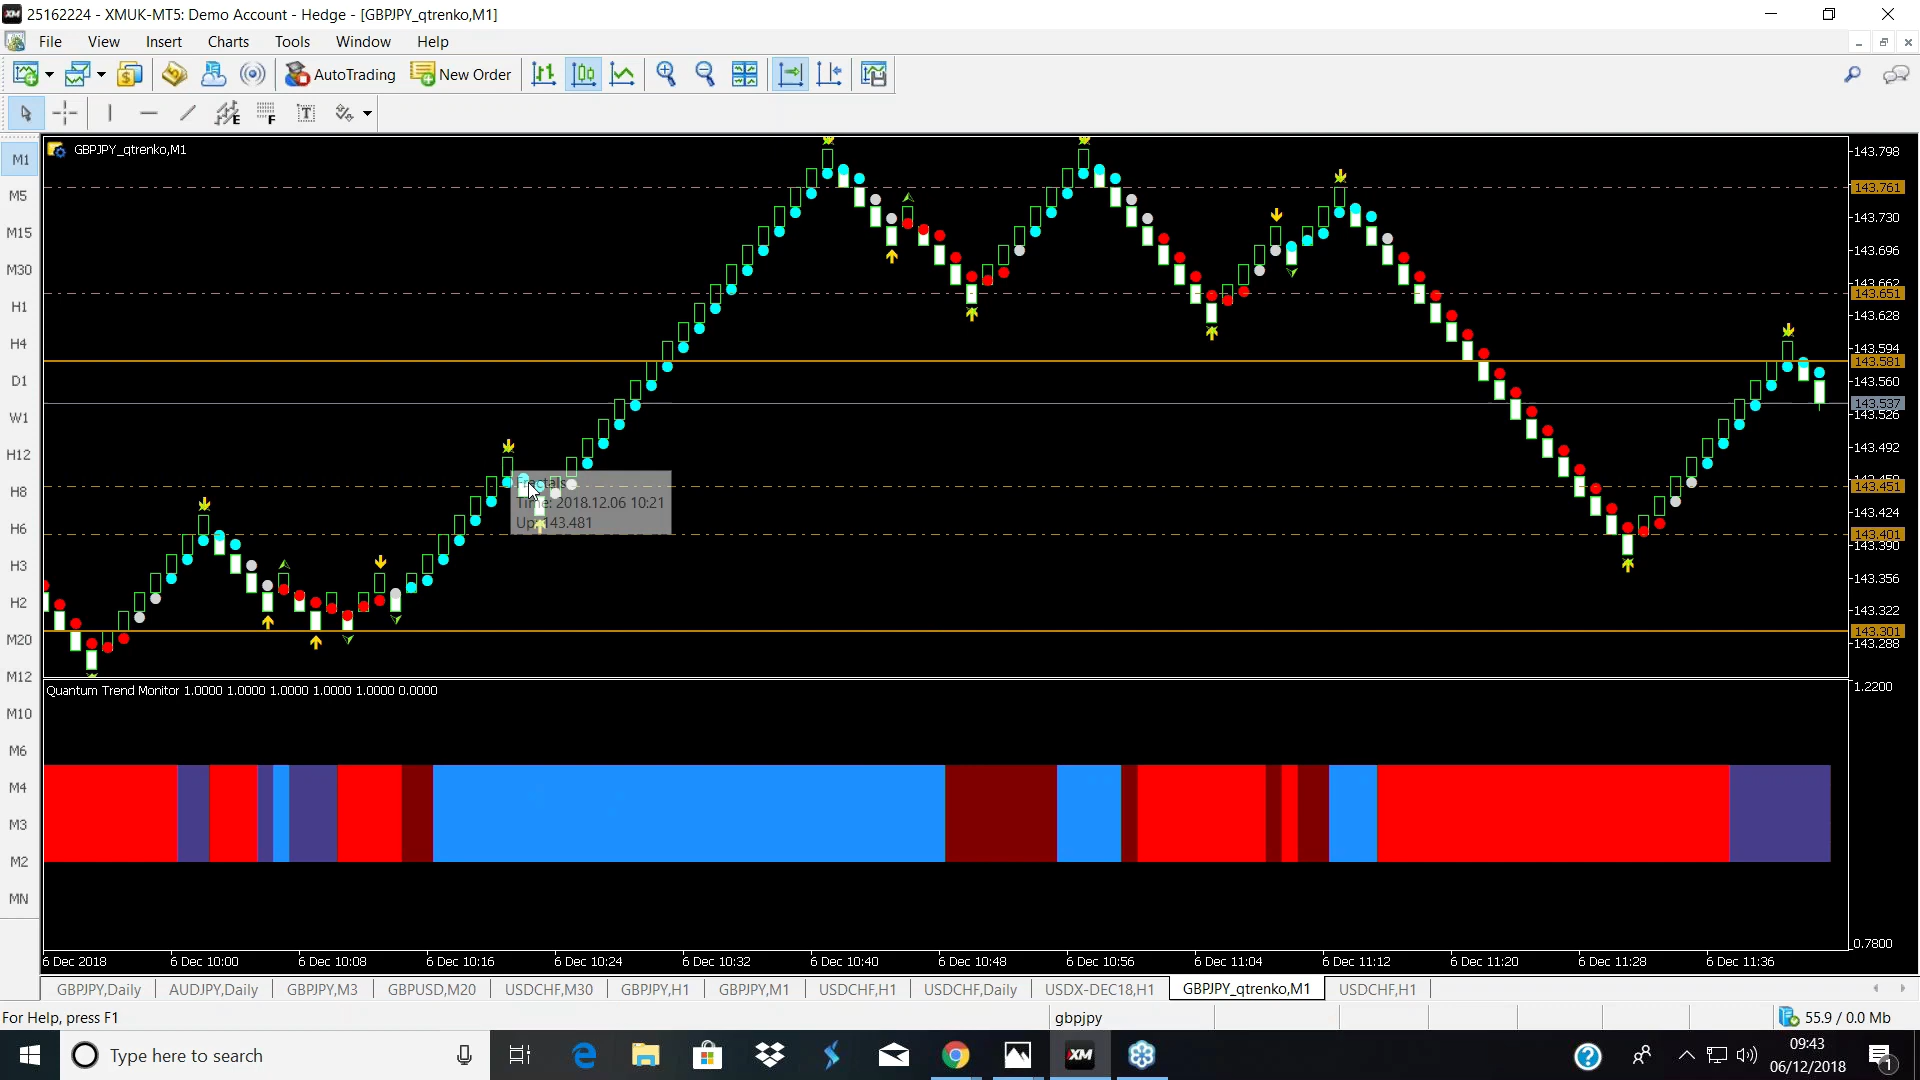 25162224 - XMUK-MT5: Demo Account - Hedge - [GBPJPY_qtrenko,M1]
File View Insert Charts Tools Window Help
AutoTrading New Order
E F T
M1
M5
M15
M30
H1
H4
D1
W1
H12
H8
H6
H3
H2
M20
M12
M10
M6
M4
M3
M2
MN
GBPJPY_qtrenko,M1
Fractals
Time: 2018.12.06 10:21
Up: 143.481
143.798
143.761
143.730
143.696
143.662
143.651
143.628
143.594
143.581
143.560
143.537
143.526
143.492
143.451
143.424
143.401
143.390
143.356
143.322
143.301
143.288
Quantum Trend Monitor 1.0000 1.0000 1.0000 1.0000 1.0000 0.0000
1.2200
0.7800
6 Dec 2018 6 Dec 10:00 6 Dec 10:08 6 Dec 10:16 6 Dec 10:24 6 Dec 10:32 6 Dec 10:40 6 Dec 10:48 6 Dec 10:56 6 Dec 11:04 6 Dec 11:12 6 Dec 11:20 6 Dec 11:28 6 Dec 11:36
GBPJPY,Daily AUDJPY,Daily GBPJPY,M3 GBPUSD,M20 USDCHF,M30 GBPJPY,H1 GBPJPY,M1 USDCHF,H1 USDCHF,Daily USDX-DEC18,H1 GBPJPY_qtrenko,M1 USDCHF,H1
For Help, press F1 gbpjpy 55.9 / 0.0 Mb
Type here to search XM 09:43
06/12/2018 1